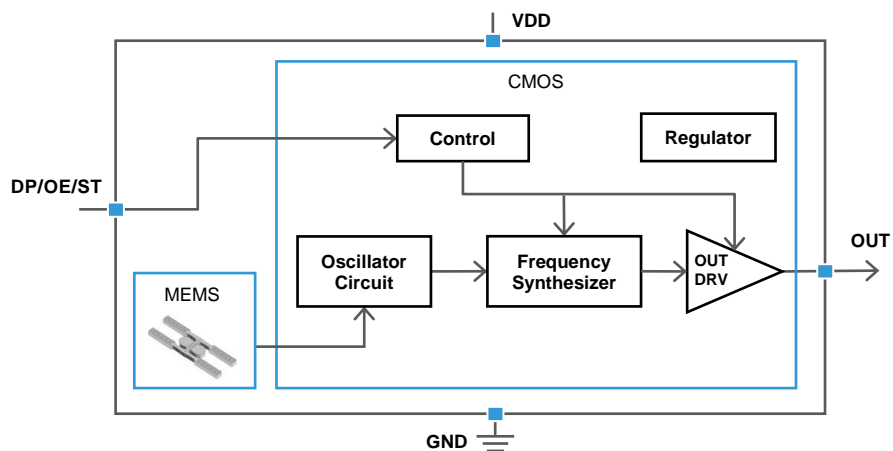 VDD
CMOS
Control
Regulator
DP/OE/ST
Oscillator
Circuit
Frequency
Synthesizer
OUT
DRV
OUT
MEMS
GND